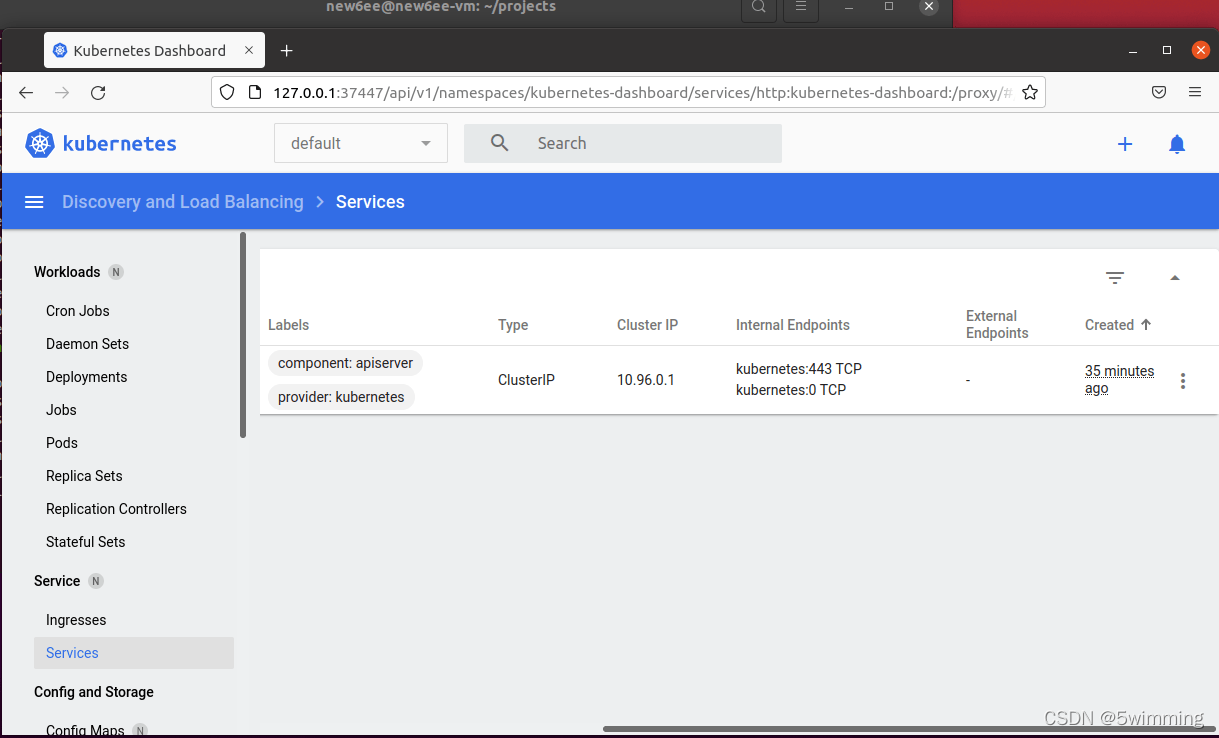 new6ee@new6ee-vm: ~/projects
Kubernetes Dashboard
127.0.0.1:37447/api/v1/namespaces/kubernetes-dashboard/services/http:kubernetes-dashboard:/proxy/#
kubernetes
default
Search
Discovery and Load Balancing > Services
Workloads N
Cron Jobs
Daemon Sets
Deployments
Jobs
Pods
Replica Sets
Replication Controllers
Stateful Sets
Service N
Ingresses
Services
Config and Storage
Config Maps N
Labels Type Cluster IP Internal Endpoints External Endpoints Created
component: apiserver
provider: kubernetes
ClusterIP
10.96.0.1
kubernetes:443 TCP
kubernetes:0 TCP
-
35 minutes
ago
CSDN @5wimming